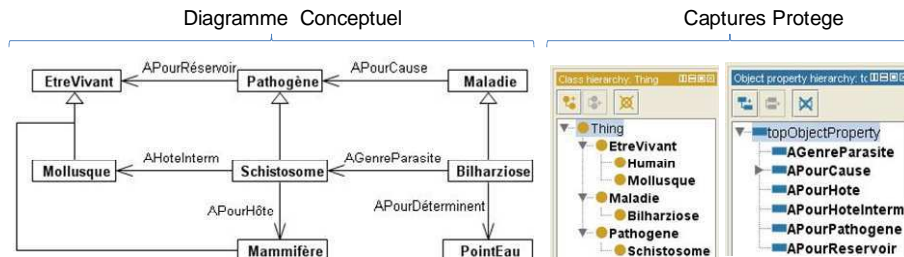 Diagramme Conceptuel
Captures Protege
EtreVivant
APourRéservoir
Pathogène
APourCause
Maladie
Mollusque
AHoteInterm
Schistosome
AGenreParasite
Bilharziose
APourHôte
APourDéterminent
Mammifère
PointEau
Class hierarchy: Thing
Thing
EtreVivant
Humain
Mollusque
Maladie
Bilharziose
Pathogene
Schistosome
Object property hierarchy: to
topObjectProperty
AGenreParasite
APourCause
APourHote
APourHoteInterm
APourPathogene
APourReservoir